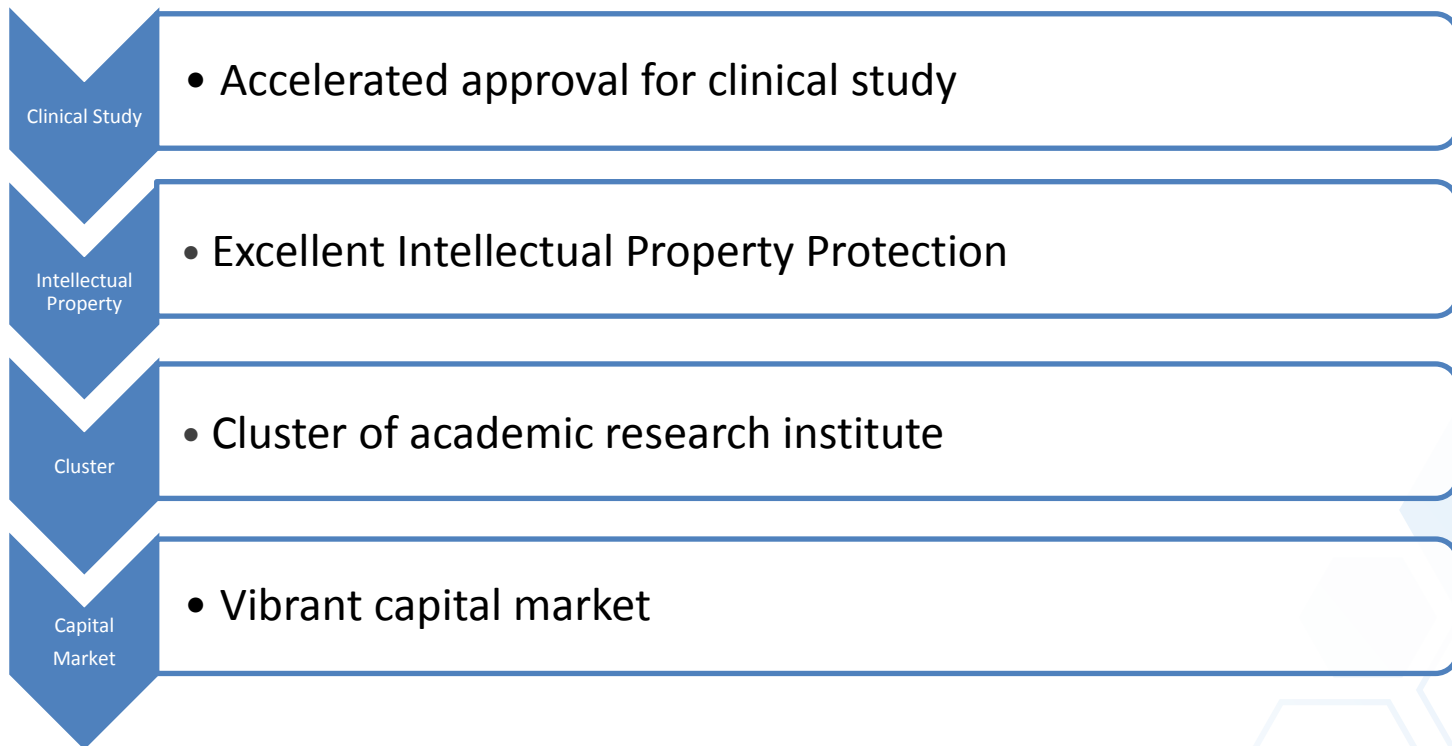 Clinical Study
• Accelerated approval for clinical study
Intellectual
Property
• Excellent Intellectual Property Protection
Cluster
• Cluster of academic research institute
Capital
Market
• Vibrant capital market